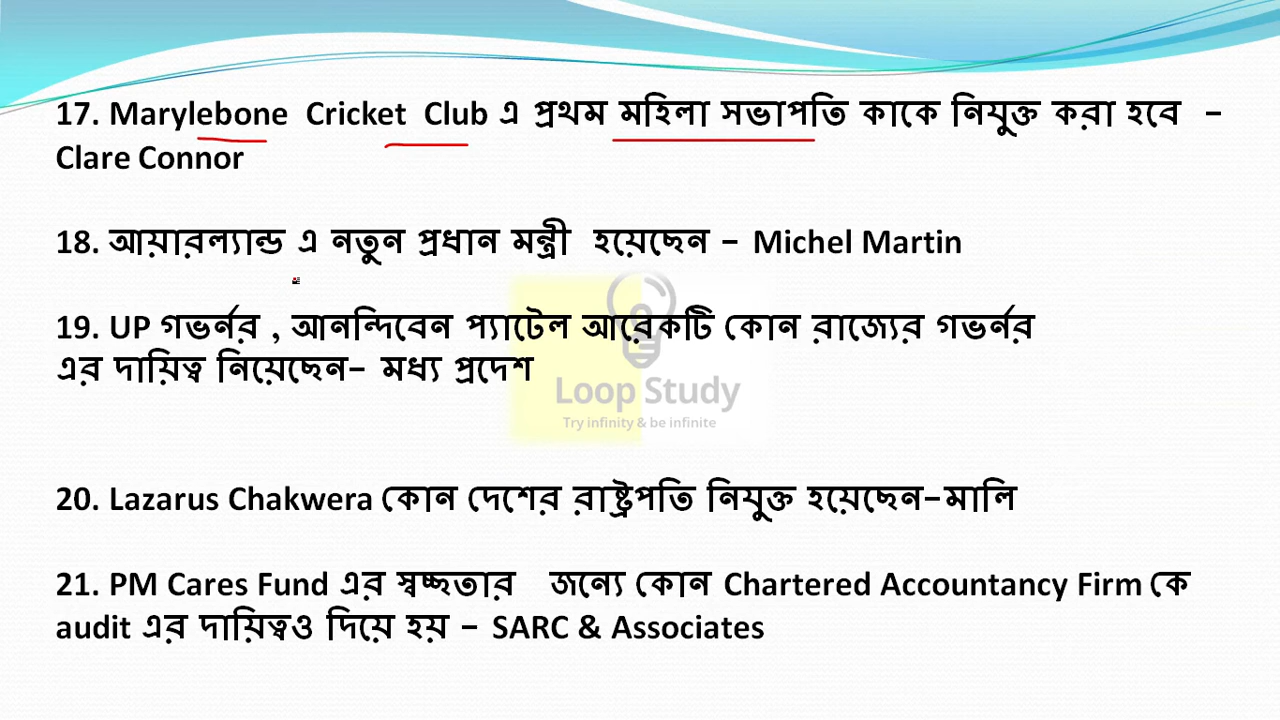 17. Marylebone Cricket Club এ প্রথম মহিলা সভাপতি কাকে নিযুক্ত করা হবে –
Clare Connor
18. আয়ারল্যান্ড এ নতুন প্রধান মন্ত্রী হয়েছেন – Michel Martin
19. UP গভর্নর , আনন্দিবেন প্যাটেল আরেকটি কোন রাজ্যের গভর্নর
এর দায়িত্ব নিয়েছেন– মধ্য প্রদেশ
Loop Study
Try infinity & be infinite
20. Lazarus Chakwera কোন দেশের রাষ্ট্রপতি নিযুক্ত হয়েছেন–মালি
21. PM Cares Fund এর স্বচ্ছতার জন্যে কোন Chartered Accountancy Firm কে
audit এর দায়িত্বও দিয়ে হয় – SARC & Associates